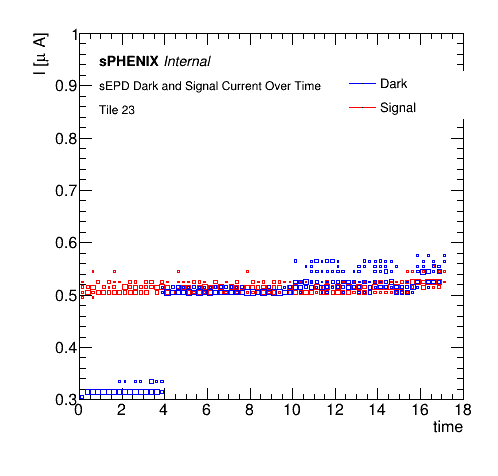 I [μ A]
1
sPHENIX Internal
sEPD Dark and Signal Current Over Time
Tile 23
Dark
Signal
0.9
0.8
0.7
0.6
0.5
0.4
0.3
0 2 4 6 8 10 12 14 16 18
time